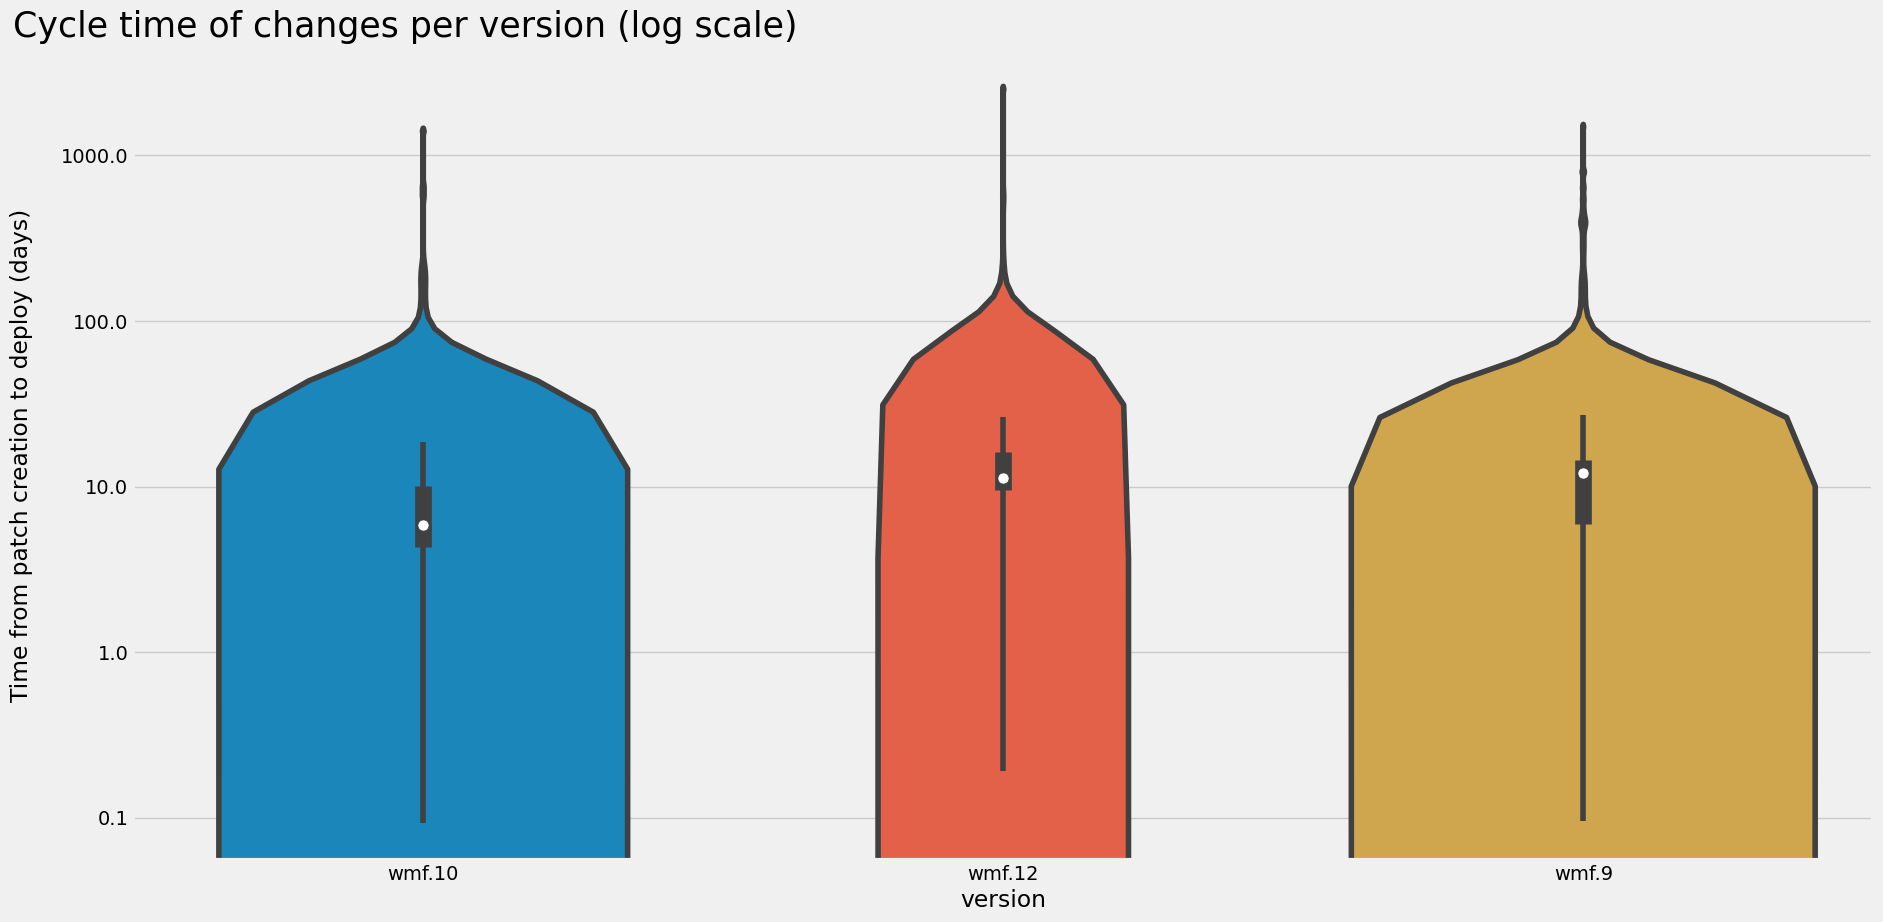 Cycle time of changes per version (log scale)
Time from patch creation to deploy (days)
1000.0
100.0
10.0
1.0
0.1
wmf.10 wmf.12 wmf.9
version